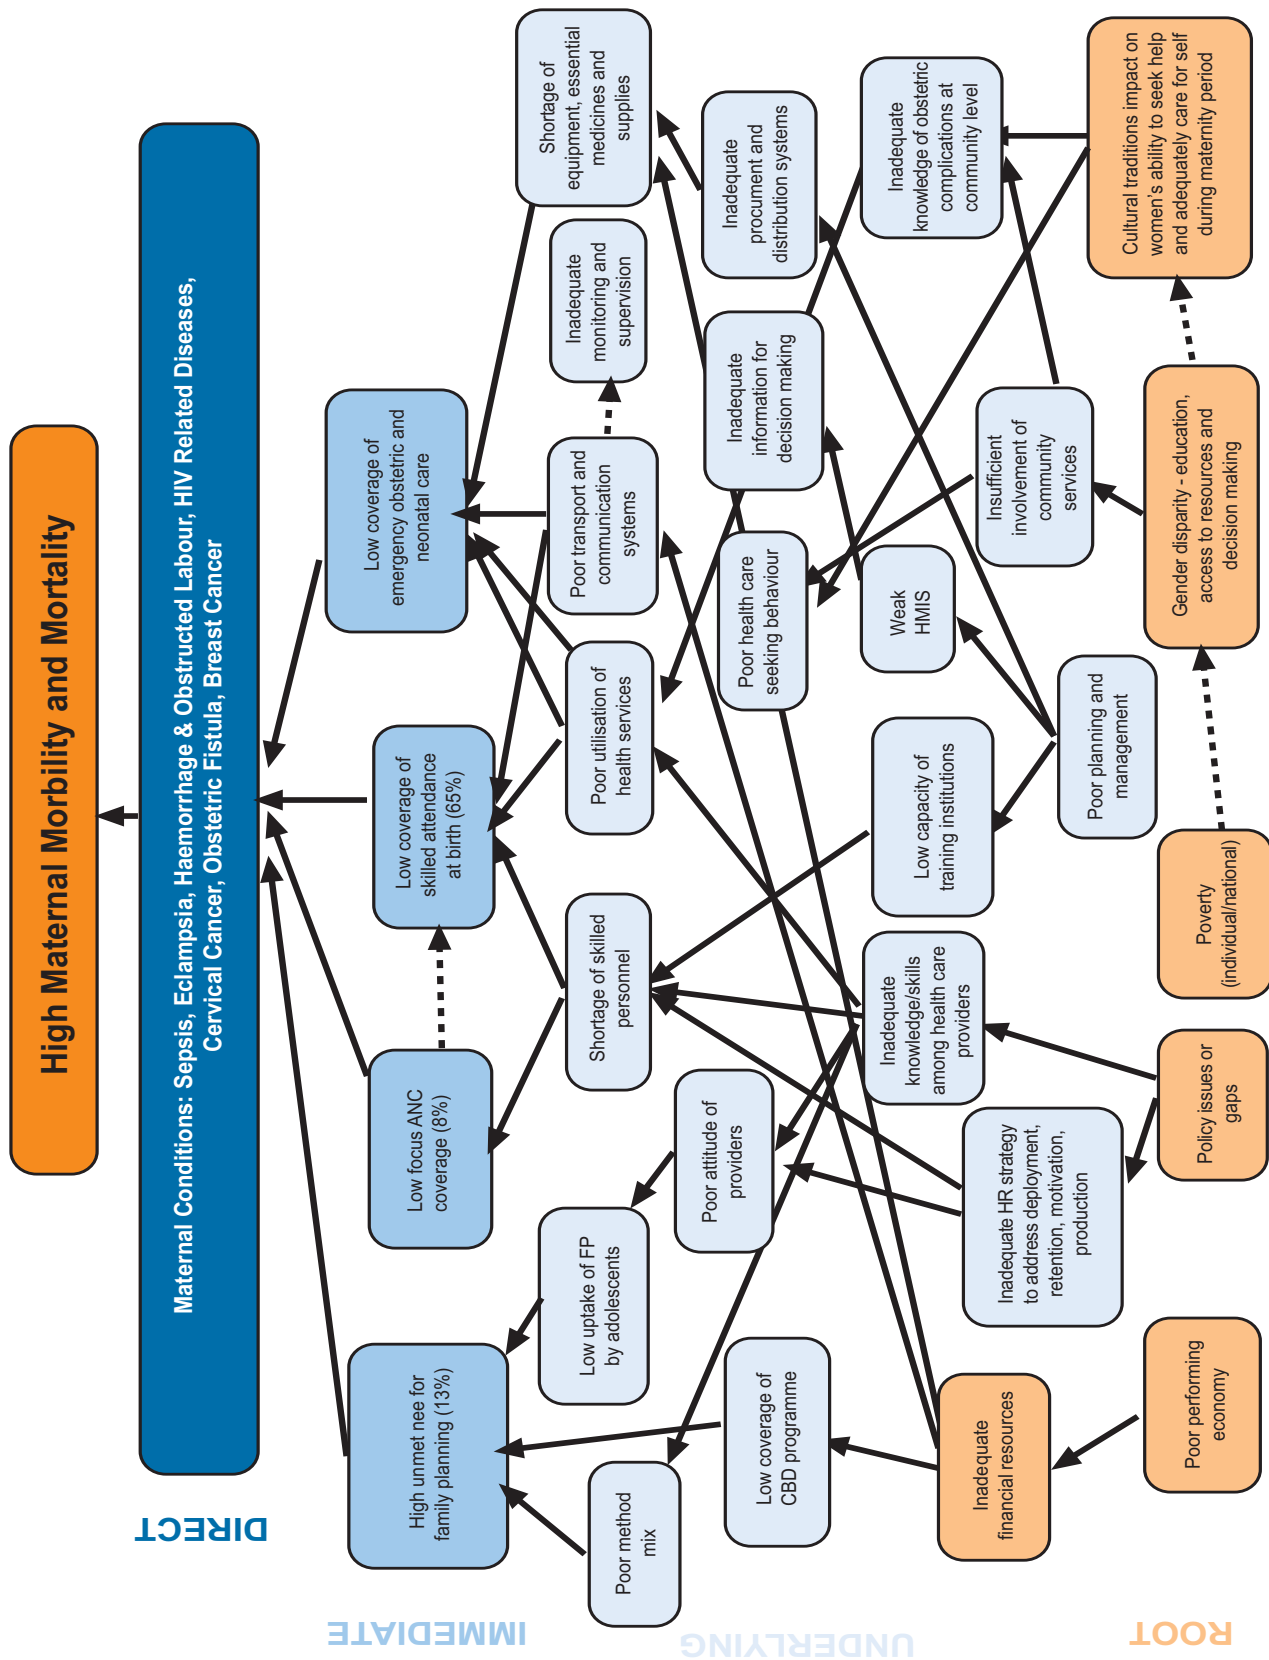 High Maternal Morbility and Mortality
DIRECT
Maternal Conditions: Sepsis, Eclampsia, Haemorrhage & Obstructed Labour, HIV Related Diseases,
Cervical Cancer, Obstetric Fistula, Breast Cancer
IMMEDIATE
High unmet nee for
family planning (13%)
Low focus ANC
coverage (8%)
Low coverage of
skilled attendance
at birth (65%)
Low coverage of
emergency obstetric and
neonatal care
UNDERLYING
Poor method
mix
Low uptake of FP
by adolescents
Shortage of skilled
personnel
Poor utilisation of
health services
Poor transport and
communication
systems
Inadequate
monitoring and
supervision
Shortage of
equipment, essential
medicines and
supplies
Low coverage of
CBD programme
Poor attitude of
providers
Poor health care
seeking behaviour
Inadequate
information for
decision making
Inadequate
procument and
distribution systems
Inadequate
knowledge/skills
among health care
providers
Low capacity of
training institutions
Weak
HMIS
Inadequate
knowledge of obstetric
complications at
community level
Inadequate HR strategy
to address deployment,
retention, motivation,
production
Poor planning and
management
Insufficient
involvement of
community
services
ROOT
Inadequate
financial resources
Poor performing
economy
Policy issues or
gaps
Poverty
(individual/national)
Gender disparity - education,
access to resources and
decision making
Cultural traditions impact on
women's ability to seek help
and adequately care for self
during maternity period